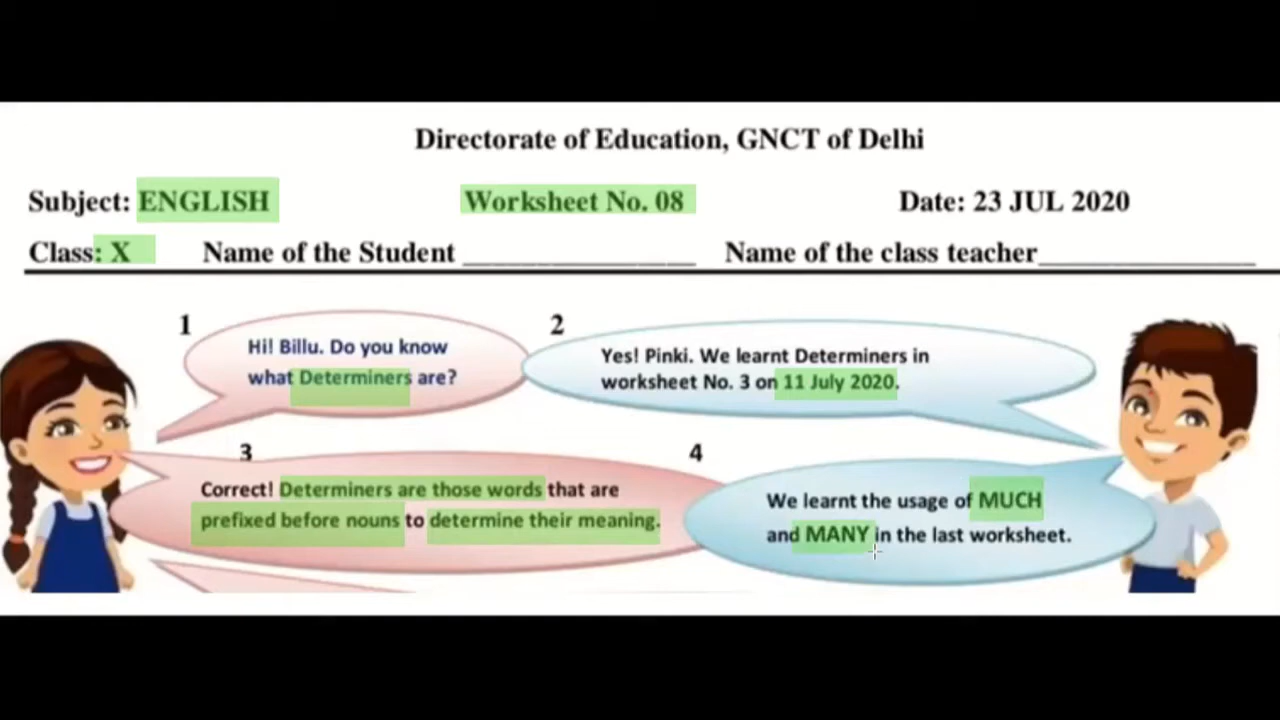 Directorate of Education, GNCT of Delhi
Subject: ENGLISH Worksheet No. 08 Date: 23 JUL 2020
Class: X Name of the Student ________________ Name of the class teacher________________
1
Hi! Billu. Do you know
what Determiners are?
2
Yes! Pinki. We learnt Determiners in
worksheet No. 3 on 11 July 2020.
3
Correct! Determiners are those words that are
prefixed before nouns to determine their meaning.
4
We learnt the usage of MUCH
and MANY in the last worksheet.